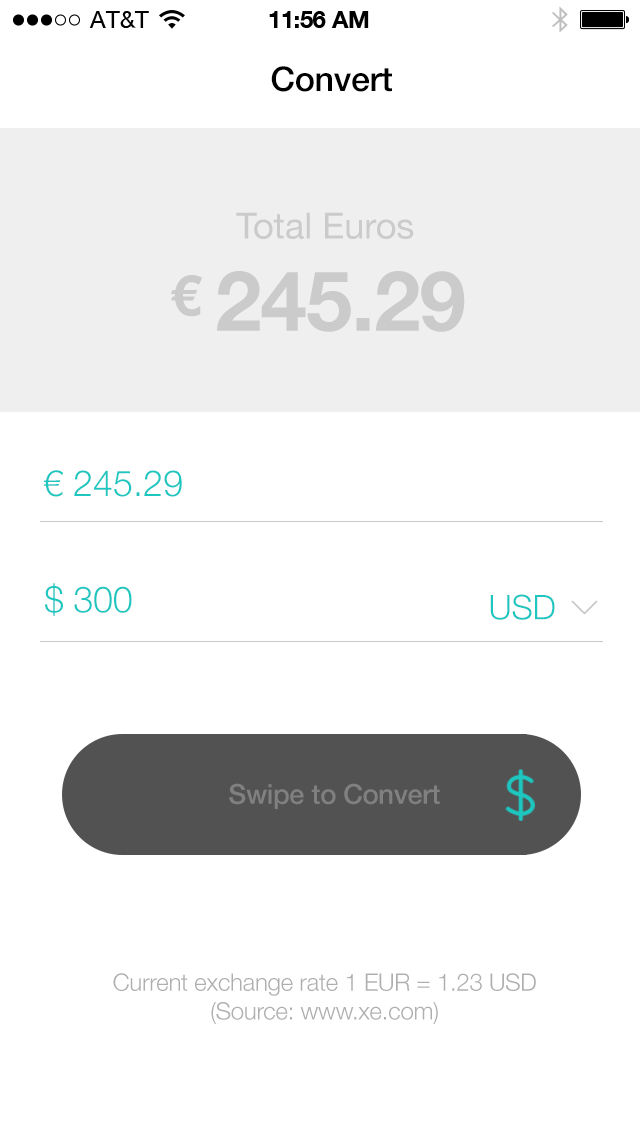 AT&T 11:56 AM
Convert
Total Euros
€ 245.29
€ 245.29
$ 300
USD
Swipe to Convert $
Current exchange rate 1 EUR = 1.23 USD
(Source: www.xe.com)